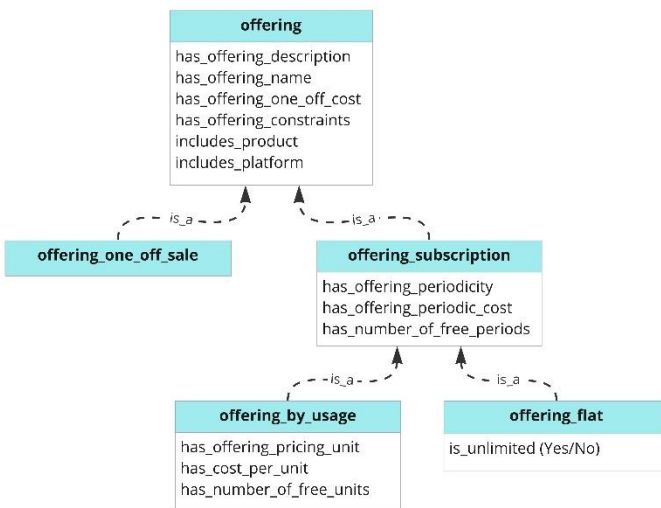 offering
has_offering_description
has_offering_name
has_offering_one_off_cost
has_offering_constraints
includes_product
includes_platform
is_a
is_a
offering_one_off_sale
offering_subscription
has_offering_periodicity
has_offering_periodic_cost
has_number_of_free_periods
is_a
is_a
offering_by_usage
offering_flat
has_offering_pricing_unit
is_unlimited (Yes/No)
has_cost_per_unit
has_number_of_free_units